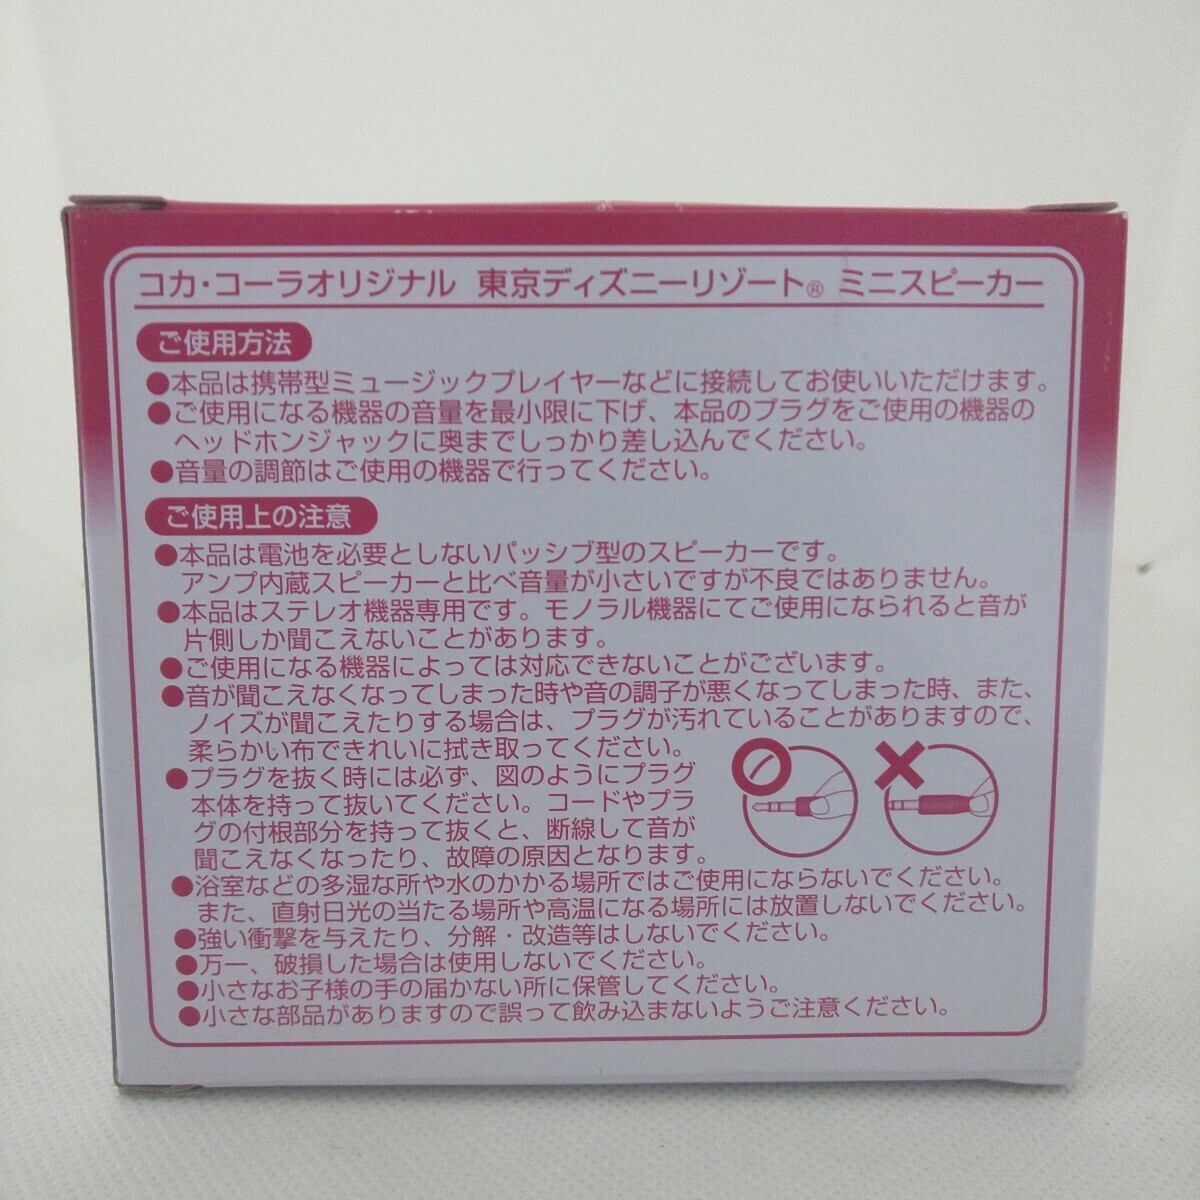 コカ・コーラオリジナル 東京ディズニーリゾート® ミニスピーカー
ご使用方法
●本品は携帯型ミュージックプレイヤーなどに接続してお使いいただけます。
●ご使用になる機器の音量を最小限に下げ、本品のプラグをご使用の機器の
ヘッドホンジャックに奥までしっかり差し込んでください。
●音量の調節はご使用の機器で行ってください。
ご使用上の注意
●本品は電池を必要としないパッシブ型のスピーカーです。
アンプ内蔵スピーカーと比べ音量が小さいですが不良ではありません。
●本品はステレオ機器専用です。モノラル機器にてご使用になられると音が
片側しか聞こえないことがあります。
●ご使用になる機器によっては対応できないことがございます。
●音が聞こえなくなってしまった時や音の調子が悪くなってしまった時、また、
ノイズが聞こえたりする場合は、プラグが汚れていることがありますので、
柔らかい布できれいに拭き取ってください。
●プラグを抜く時には必ず、図のようにプラグ
本体を持って抜いてください。コードやプラ
グの付根部分を持って抜くと、断線して音が
聞こえなくなったり、故障の原因となります。
●浴室などの多湿な所や水のかかる場所ではご使用にならないでください。
また、直射日光の当たる場所や高温になる場所には放置しないでください。
●強い衝撃を与えたり、分解・改造等はしないでください。
●万一、破損した場合は使用しないでください。
●小さなお子様の手の届かない所に保管してください。
●小さな部品がありますので誤って飲み込まないようご注意ください。